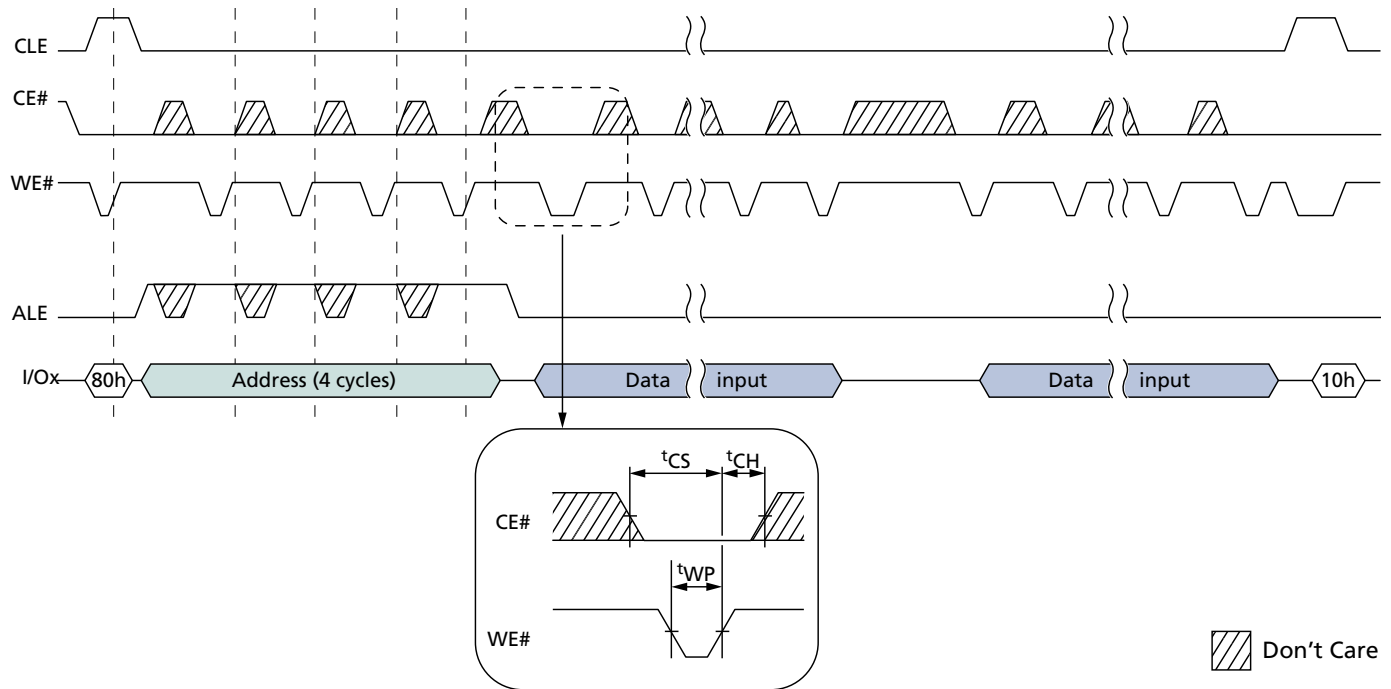 CLE
CE#
WE#
ALE
I/Ox 80h Address (4 cycles) Data input Data input 10h
tCS tCH
CE#
tWP
WE#
Don't Care